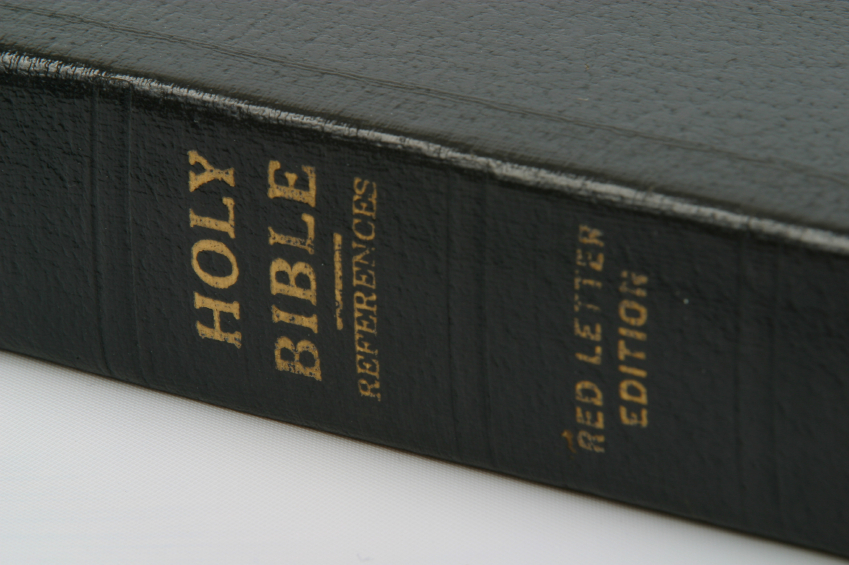 HOLY
BIBLE
REFERENCES
RED LETTER
EDITION